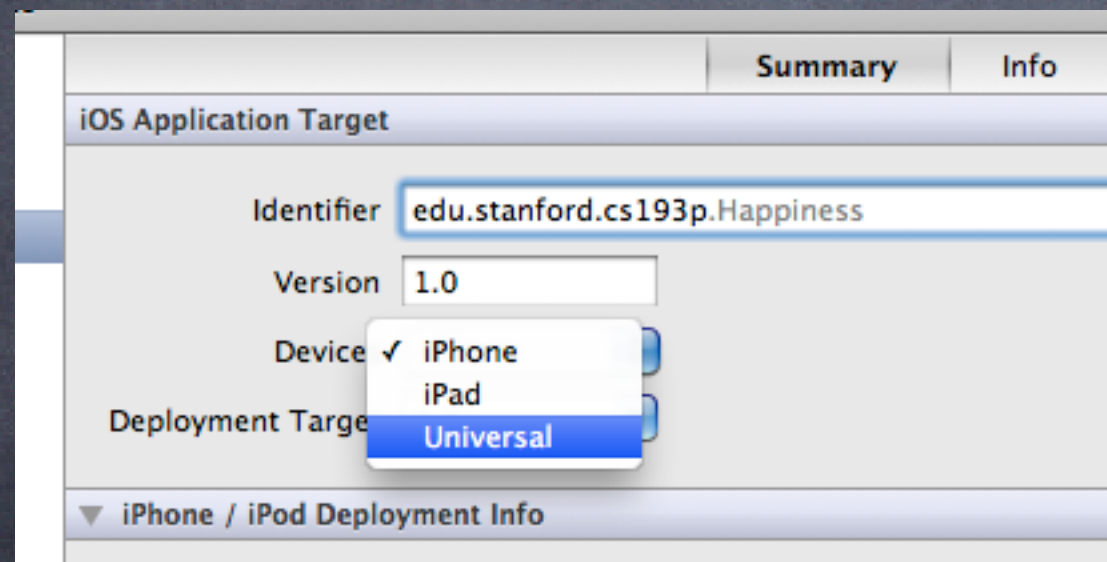 Summary Info
iOS Application Target
Identifier edu.stanford.cs193p.Happiness
Version 1.0
Device ✓ iPhone
iPad
Deployment Targe
Universal
▼ iPhone / iPod Deployment Info